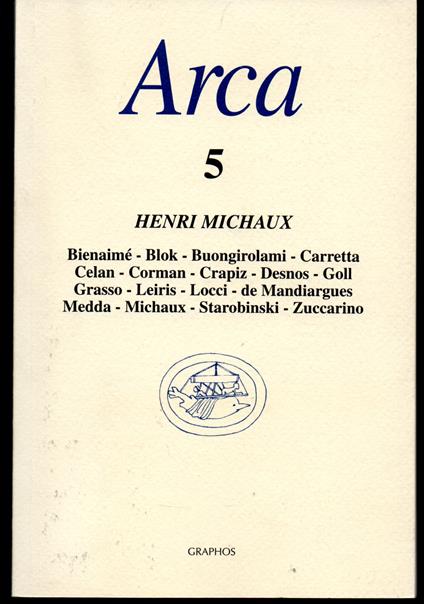 Arca
5
HENRI MICHAUX
Bienaimé - Blok - Buongirolami - Carretta
Celan - Corman - Crapiz - Desnos - Goll
Grasso - Leiris - Locci - de Mandiargues
Medda - Michaux - Starobinski - Zuccarino
GRAPHOS